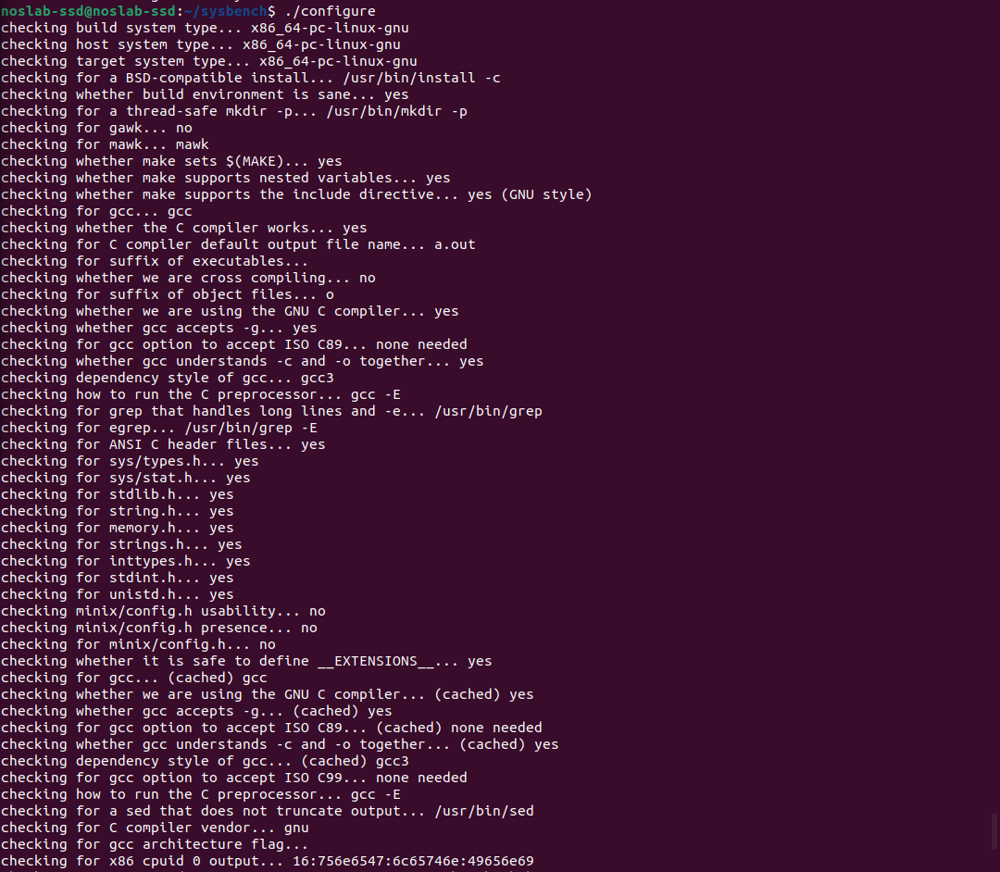 noslab-ssd@noslab-ssd:~/sysbench$ ./configure
checking build system type... x86_64-pc-linux-gnu
checking host system type... x86_64-pc-linux-gnu
checking target system type... x86_64-pc-linux-gnu
checking for a BSD-compatible install... /usr/bin/install -c
checking whether build environment is sane... yes
checking for a thread-safe mkdir -p... /usr/bin/mkdir -p
checking for gawk... no
checking for mawk... mawk
checking whether make sets $(MAKE)... yes
checking whether make supports nested variables... yes
checking whether make supports the include directive... yes (GNU style)
checking for gcc... gcc
checking whether the C compiler works... yes
checking for C compiler default output file name... a.out
checking for suffix of executables...
checking whether we are cross compiling... no
checking for suffix of object files... o
checking whether we are using the GNU C compiler... yes
checking whether gcc accepts -g... yes
checking for gcc option to accept ISO C89... none needed
checking whether gcc understands -c and -o together... yes
checking dependency style of gcc... gcc3
checking how to run the C preprocessor... gcc -E
checking for grep that handles long lines and -e... /usr/bin/grep
checking for egrep... /usr/bin/grep -E
checking for ANSI C header files... yes
checking for sys/types.h... yes
checking for sys/stat.h... yes
checking for stdlib.h... yes
checking for string.h... yes
checking for memory.h... yes
checking for strings.h... yes
checking for inttypes.h... yes
checking for stdint.h... yes
checking for unistd.h... yes
checking minix/config.h usability... no
checking minix/config.h presence... no
checking for minix/config.h... no
checking whether it is safe to define __EXTENSIONS__... yes
checking for gcc... (cached) gcc
checking whether we are using the GNU C compiler... (cached) yes
checking whether gcc accepts -g... (cached) yes
checking for gcc option to accept ISO C89... (cached) none needed
checking whether gcc understands -c and -o together... (cached) yes
checking dependency style of gcc... (cached) gcc3
checking for gcc option to accept ISO C99... none needed
checking how to run the C preprocessor... gcc -E
checking for a sed that does not truncate output... /usr/bin/sed
checking for C compiler vendor... gnu
checking for gcc architecture flag...
checking for x86 cpuid 0 output... 16:756e6547:6c65746e:49656e69